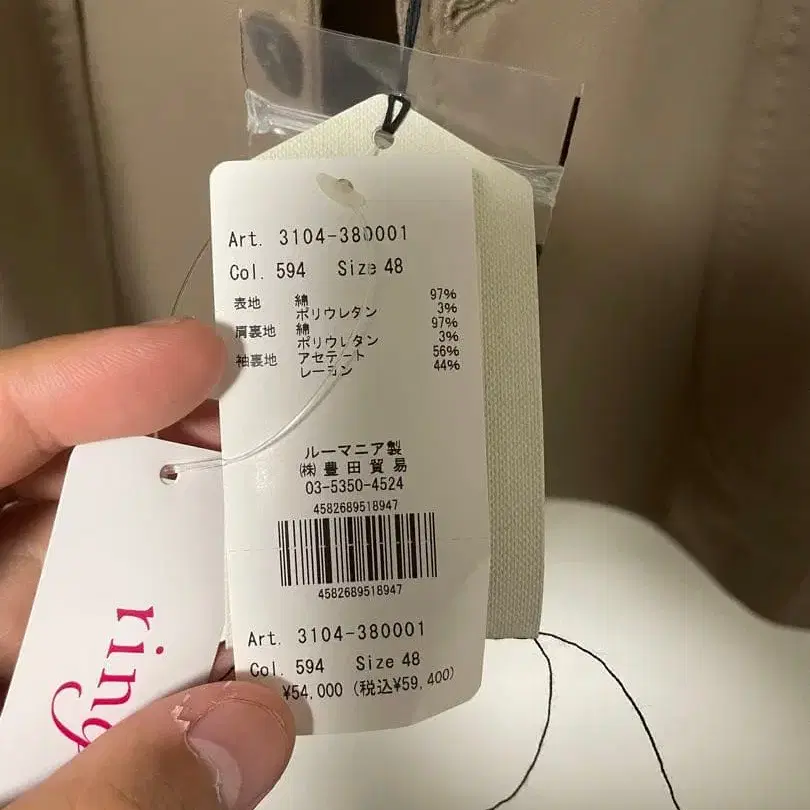 Art. 3104-380001
Col. 594 Size 48
表地 綿 97%
ポリウレタン 3%
肩裏地 綿 97%
ポリウレタン 3%
袖裏地 アセテート 56%
レーヨン 44%
ルーマニア製
㈱豊田貿易
03-5350-4524
4582689518947
4582689518947
Art. 3104-380001
Col. 594 Size 48
¥54,000 (税込¥59,400)
ring